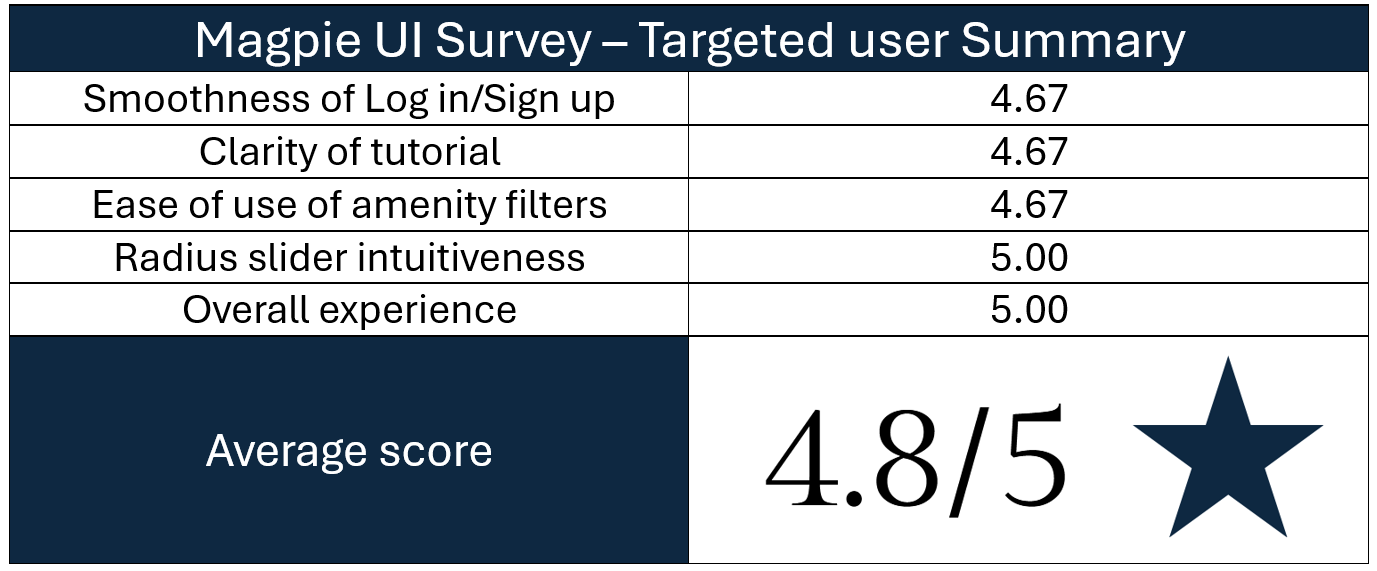 Magpie UI Survey – Targeted user Summary
Smoothness of Log in/Sign up 4.67
Clarity of tutorial 4.67
Ease of use of amenity filters 4.67
Radius slider intuitiveness 5.00
Overall experience 5.00
Average score 4.8/5